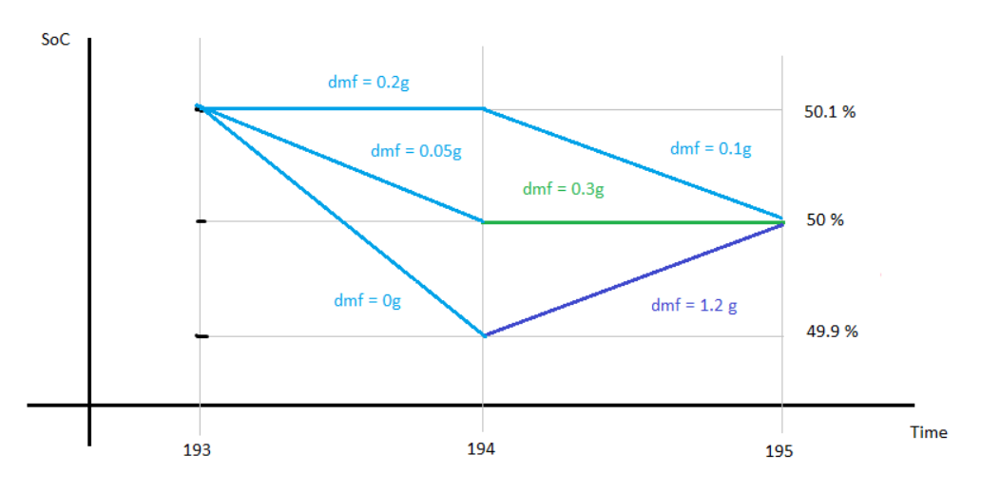 SoC
dmf = 0.2g
50.1 %
dmf = 0.05g
dmf = 0.1g
dmf = 0.3g
50 %
dmf = 0g
dmf = 1.2 g
49.9 %
Time
193
194
195